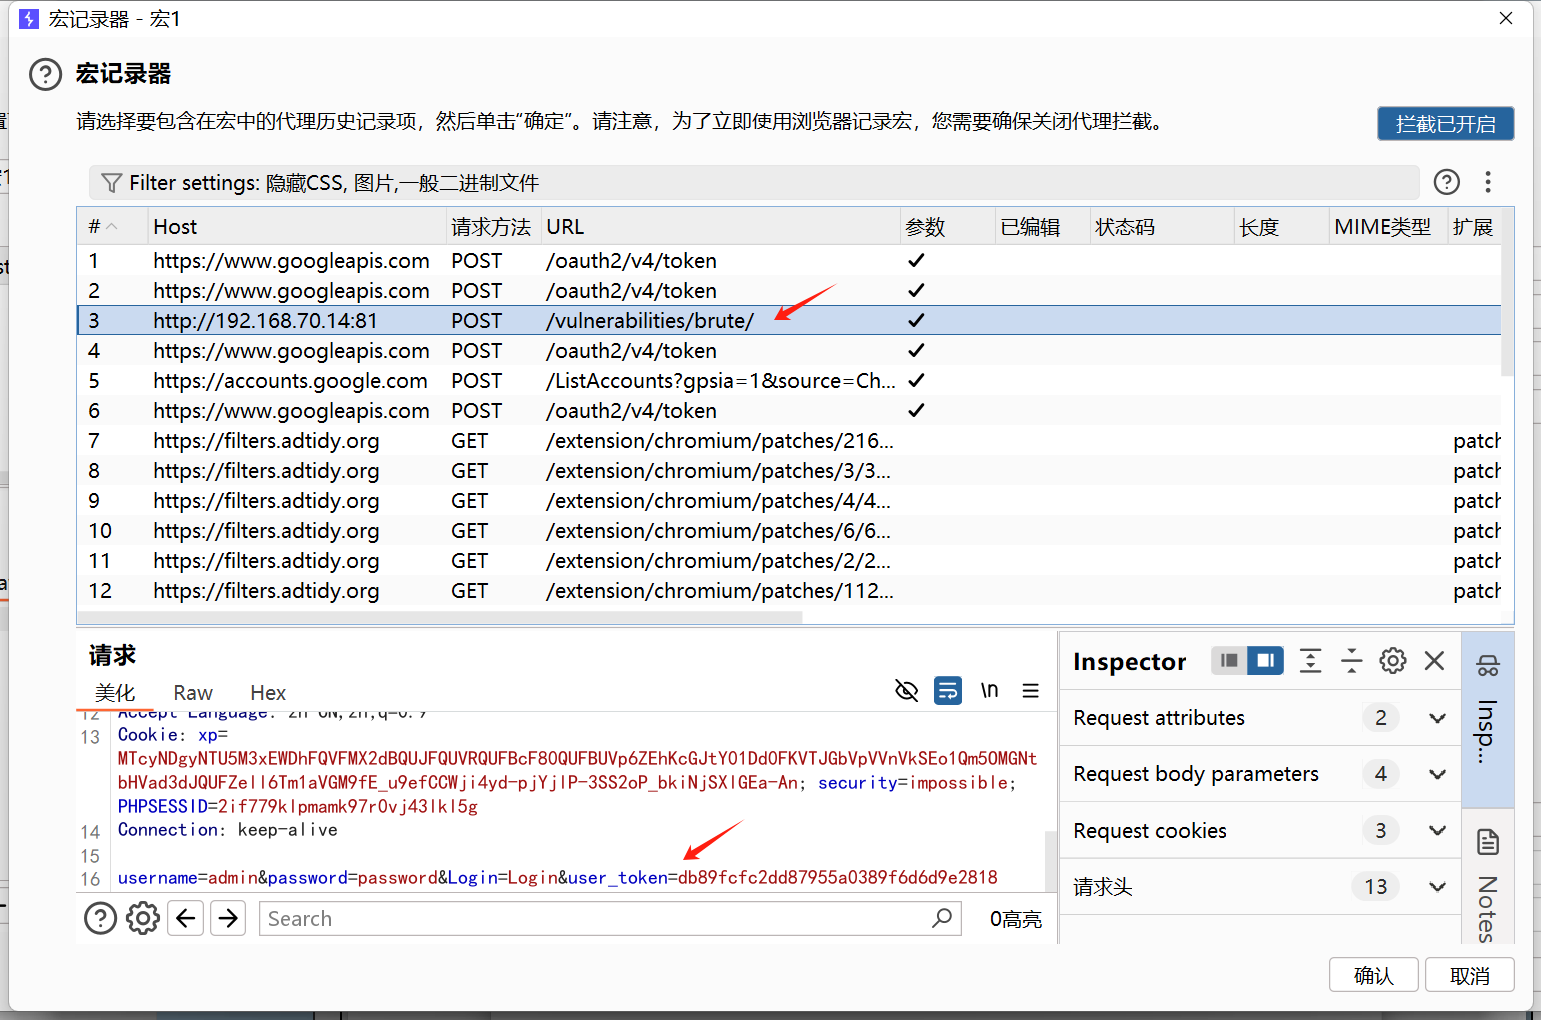 宏记录器 - 宏1
宏记录器
请选择要包含在宏中的代理历史记录项，然后单击“确定”。请注意，为了立即使用浏览器记录宏，您需要确保关闭代理拦截。
拦截已开启
Filter settings: 隐藏CSS, 图片,一般二进制文件
# Host 请求方法 URL 参数 已编辑 状态码 长度 MIME类型 扩展
1 https://www.googleapis.com POST /oauth2/v4/token ✓
2 https://www.googleapis.com POST /oauth2/v4/token ✓
3 http://192.168.70.14:81 POST /vulnerabilities/brute/ ✓
4 https://www.googleapis.com POST /oauth2/v4/token ✓
5 https://accounts.google.com POST /ListAccounts?gpsia=1&source=Ch... ✓
6 https://www.googleapis.com POST /oauth2/v4/token ✓
7 https://filters.adtidy.org GET /extension/chromium/patches/216... patch
8 https://filters.adtidy.org GET /extension/chromium/patches/3/3... patch
9 https://filters.adtidy.org GET /extension/chromium/patches/4/4... patch
10 https://filters.adtidy.org GET /extension/chromium/patches/6/6... patch
11 https://filters.adtidy.org GET /extension/chromium/patches/2/2... patch
12 https://filters.adtidy.org GET /extension/chromium/patches/112... patch
请求
美化 Raw Hex
\n
12 Accept-Language: zh-CN,zh;q=0.9
13 Cookie: xp=
MTcyNDgyNTU5M3xEWDhFQVFMX2dBQUJFQUVRQUFBcF80QUFBUVp6ZEhKcGJtY01Dd0FKVTJGbVpVVnVkSEo1Qm50MGNt
bHVad3dJQUFZell6Tm1aVGM9fE_u9efCCWji4yd-pjYjlP-3SS2oP_bkiNjSXlGEa-An; security=impossible;
PHPSESSID=2if779klpmamk97r0vj43lkl5g
14 Connection: keep-alive
15
16 username=admin&password=password&Login=Login&user_token=db89fcfc2dd87955a0389f6d6d9e2818
Search
0高亮
Inspector
Request attributes 2
Request body parameters 4
Request cookies 3
请求头 13
Insp...
Notes
确认 取消